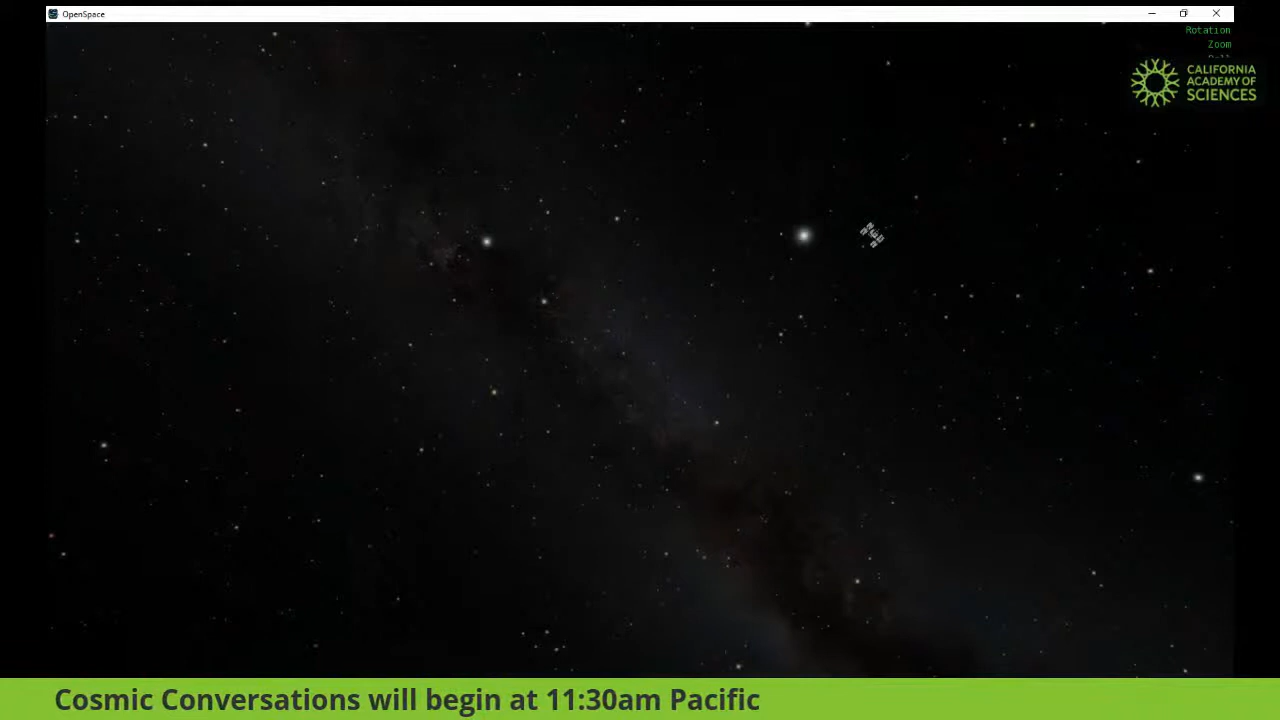 OpenSpace
Rotation
Zoom
CALIFORNIA
ACADEMY OF
SCIENCES
Cosmic Conversations will begin at 11:30am Pacific